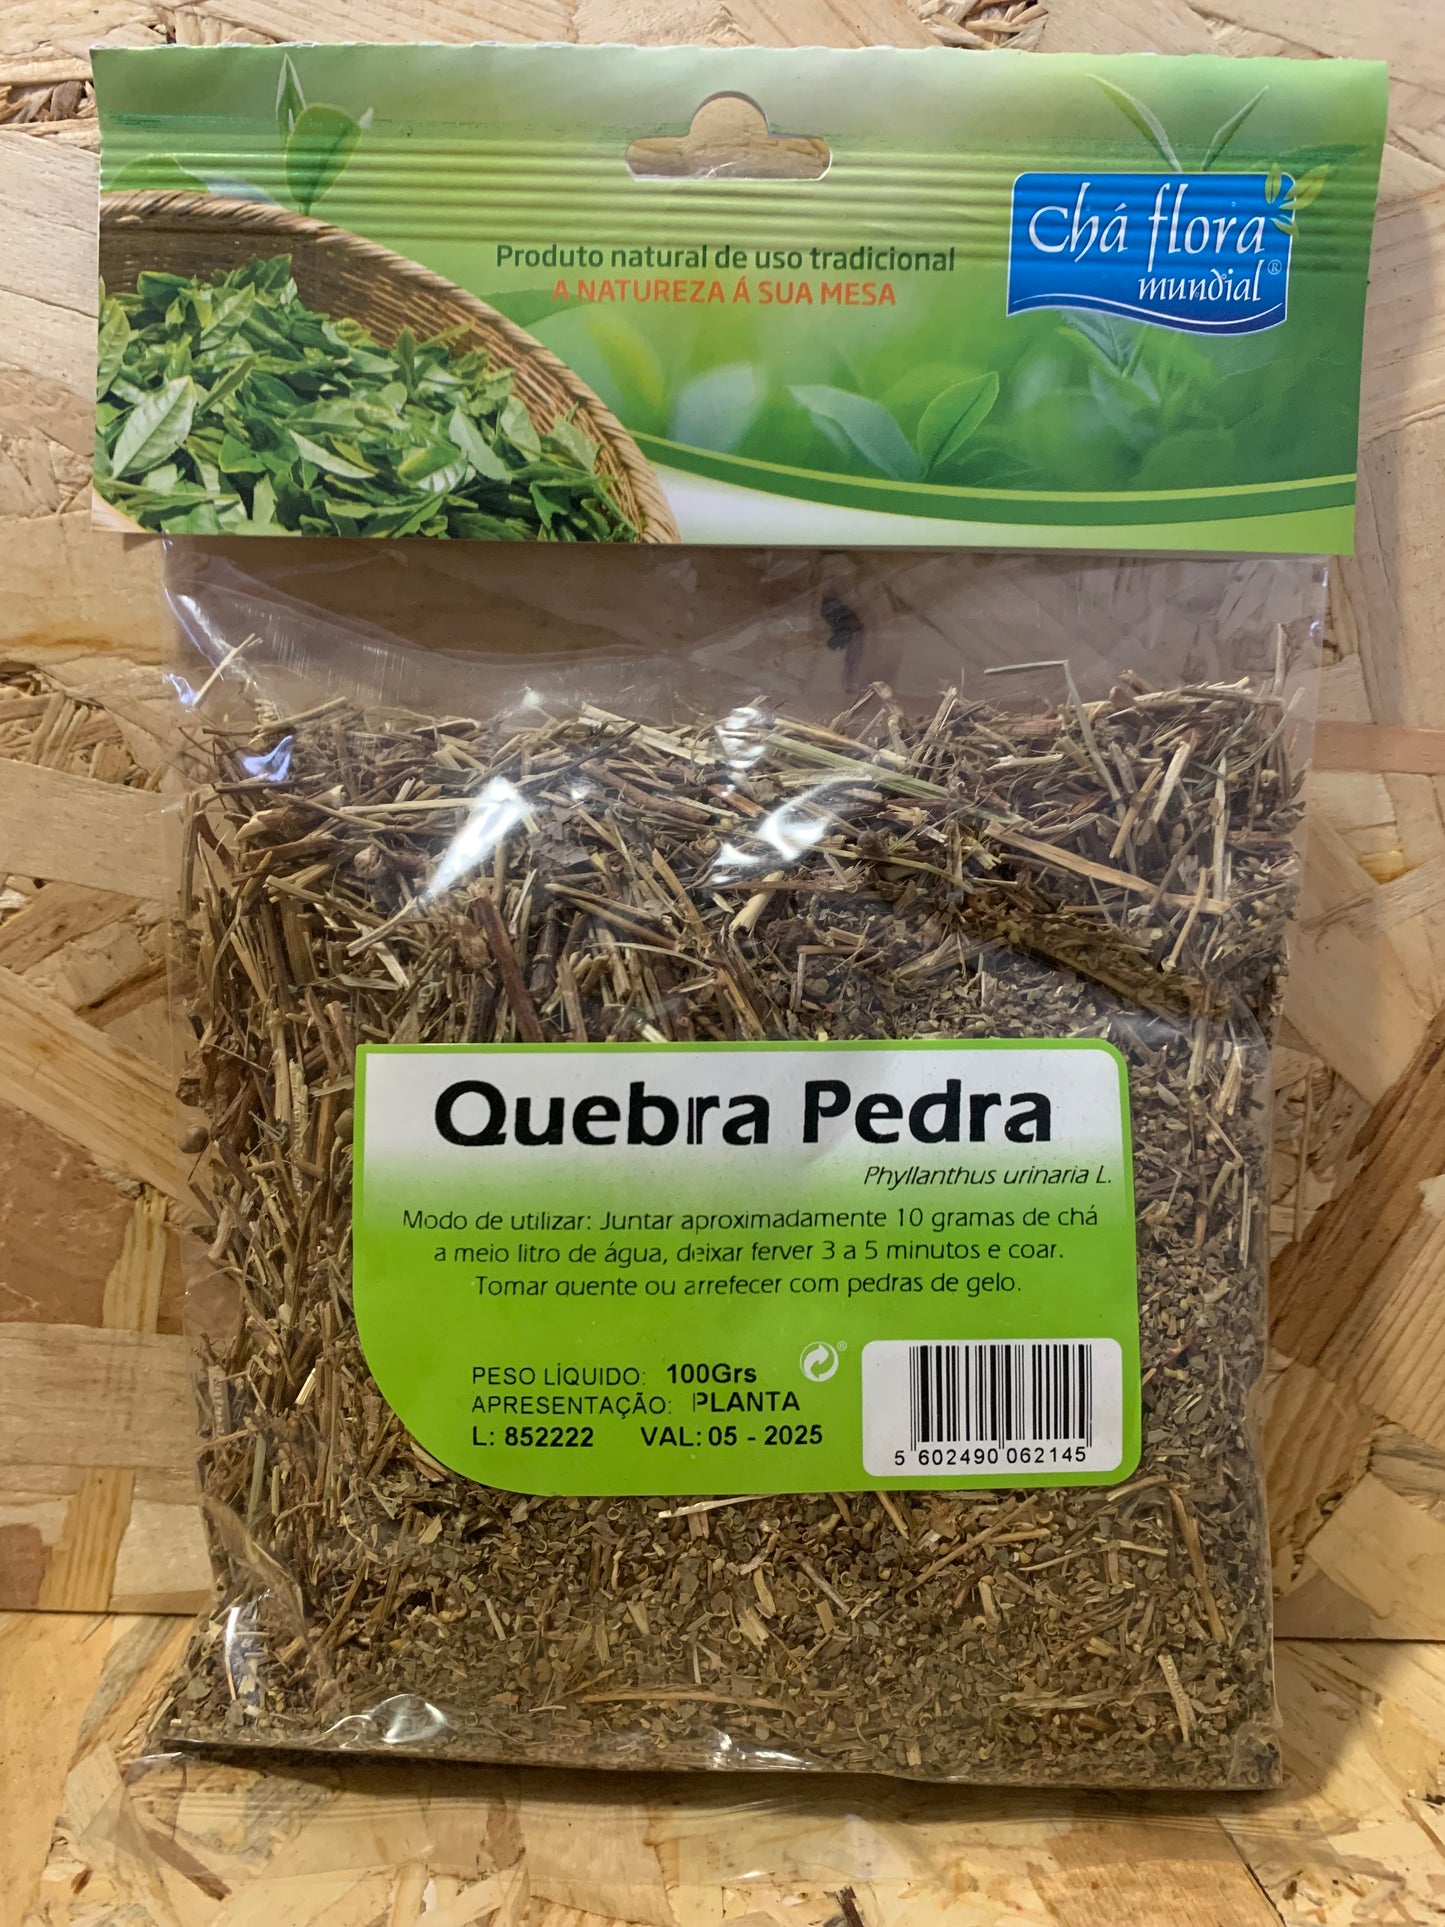 Produto natural de uso tradicional
A NATUREZA Á SUA MESA
Chá flora
mundial®
Quebra Pedra
Phyllanthus urinaria L.
Modo de utilizar: Juntar aproximadamente 10 gramas de chá
a meio litro de água, deixar ferver 3 a 5 minutos e coar.
Tomar quente ou arrefecer com pedras de gelo.
PESO LÍQUIDO: 100Grs
®
APRESENTAÇÃO: PLANTA
L: 852222 VAL: 05 - 2025
5 602490 062145